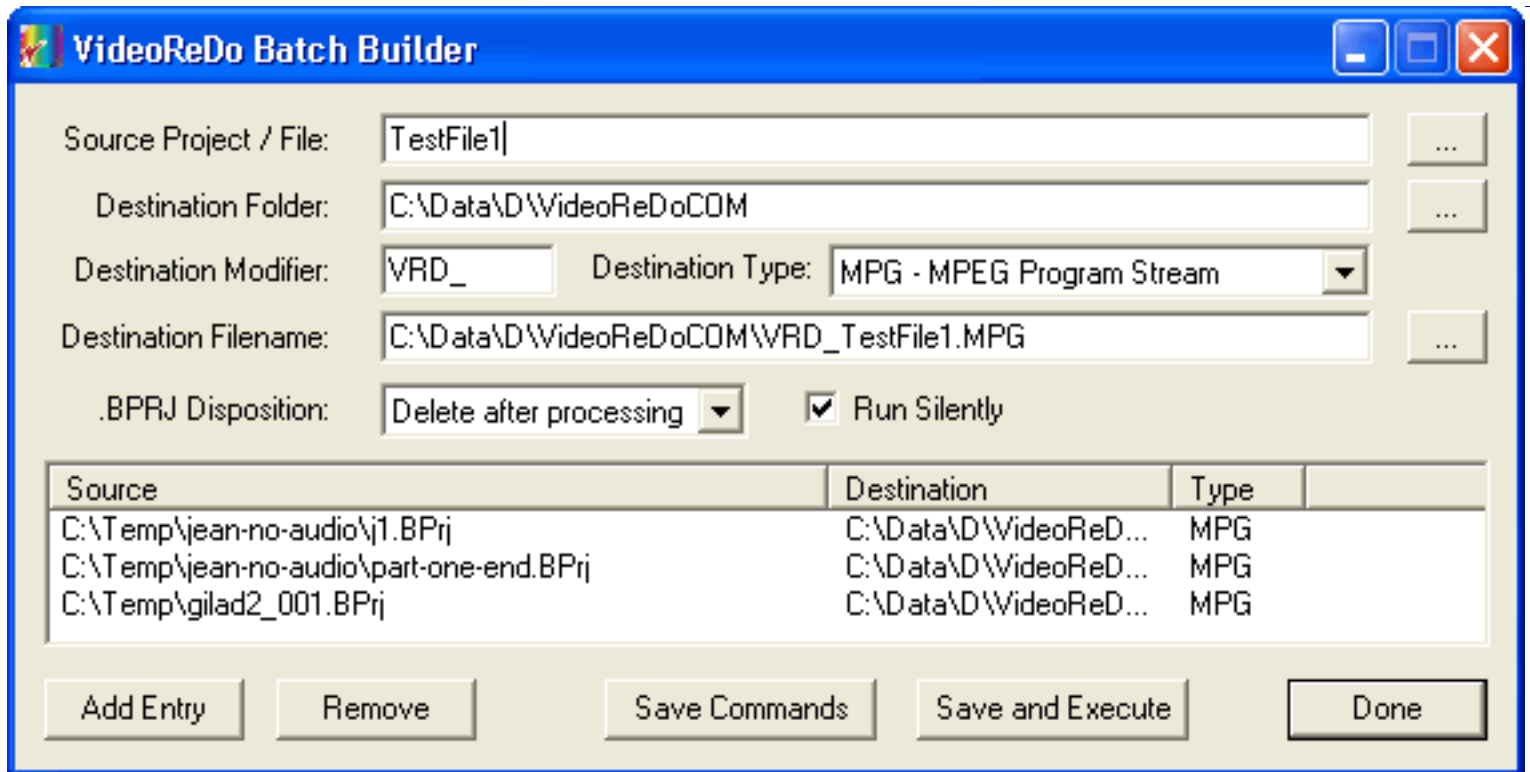 VideoReDo Batch Builder
Source Project / File: TestFile1 ...
Destination Folder: C:\Data\D\VideoReDoCOM ...
Destination Modifier: VRD_ Destination Type: MPG - MPEG Program Stream
Destination Filename: C:\Data\D\VideoReDoCOM\VRD_TestFile1.MPG ...
.BPRJ Disposition: Delete after processing Run Silently
Source Destination Type
C:\Temp\jean-no-audio\j1.BPrj C:\Data\D\VideoReD... MPG
C:\Temp\jean-no-audio\part-one-end.BPrj C:\Data\D\VideoReD... MPG
C:\Temp\gilad2_001.BPrj C:\Data\D\VideoReD... MPG
Add Entry Remove Save Commands Save and Execute Done